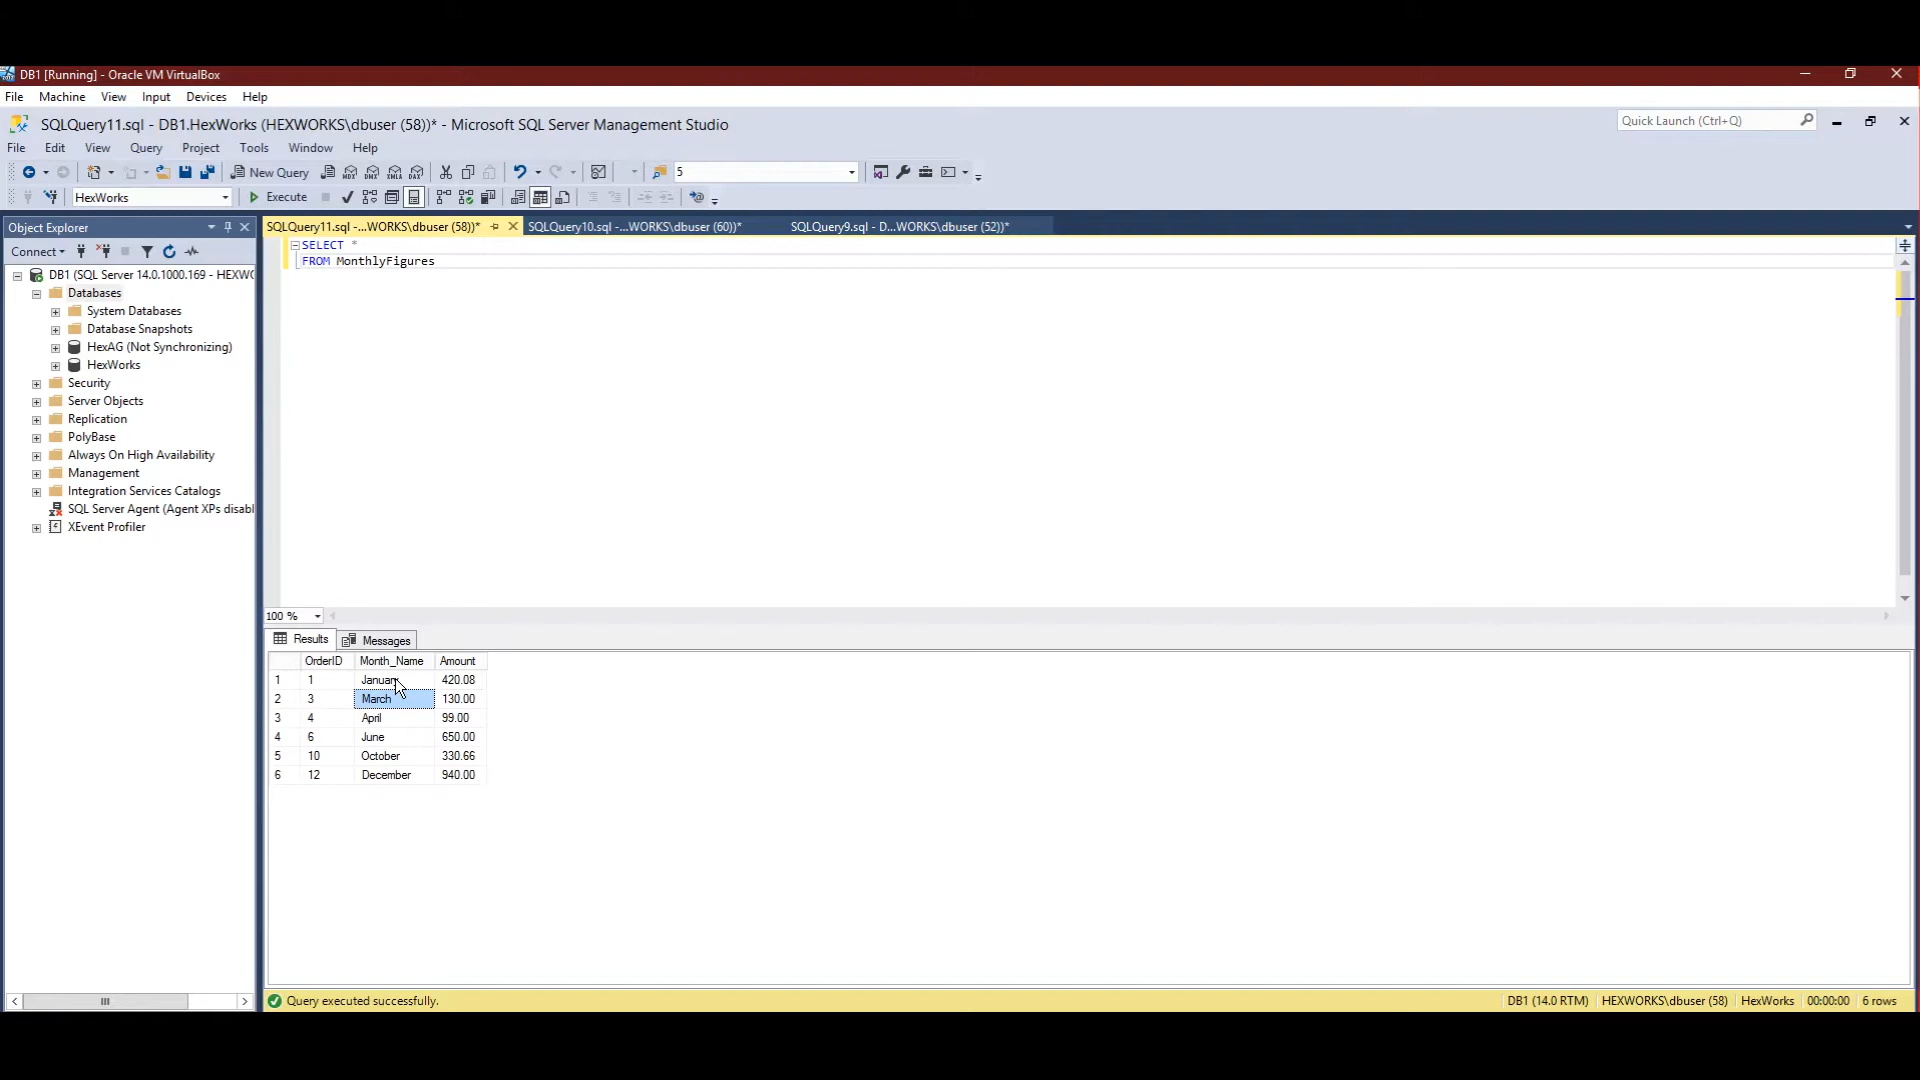 DB1 [Running] - Oracle VM VirtualBox
File Machine View Input Devices Help
SQLQuery11.sql - DB1.HexWorks (HEXWORKS\dbuser (58))* - Microsoft SQL Server Management Studio
Quick Launch (Ctrl+Q)
File Edit View Query Project Tools Window Help
New Query
MDX DMX XMLA DAX
5
HexWorks
Execute
Object Explorer
SQLQuery11.sql -...WORKS\dbuser (58))*
SQLQuery10.sql -...WORKS\dbuser (60))*
SQLQuery9.sql - D...WORKS\dbuser (52))*
Connect
DB1 (SQL Server 14.0.1000.169 - HEXWO
Databases
System Databases
Database Snapshots
HexAG (Not Synchronizing)
HexWorks
Security
Server Objects
Replication
PolyBase
Always On High Availability
Management
Integration Services Catalogs
SQL Server Agent (Agent XPs disabl
XEvent Profiler
SELECT *
FROM MonthlyFigures
100 %
Results Messages
OrderID Month_Name Amount
1 1 January 420.08
2 3 March 130.00
3 4 April 99.00
4 6 June 650.00
5 10 October 330.66
6 12 December 940.00
Query executed successfully.
DB1 (14.0 RTM) HEXWORKS\dbuser (58) HexWorks 00:00:00 6 rows